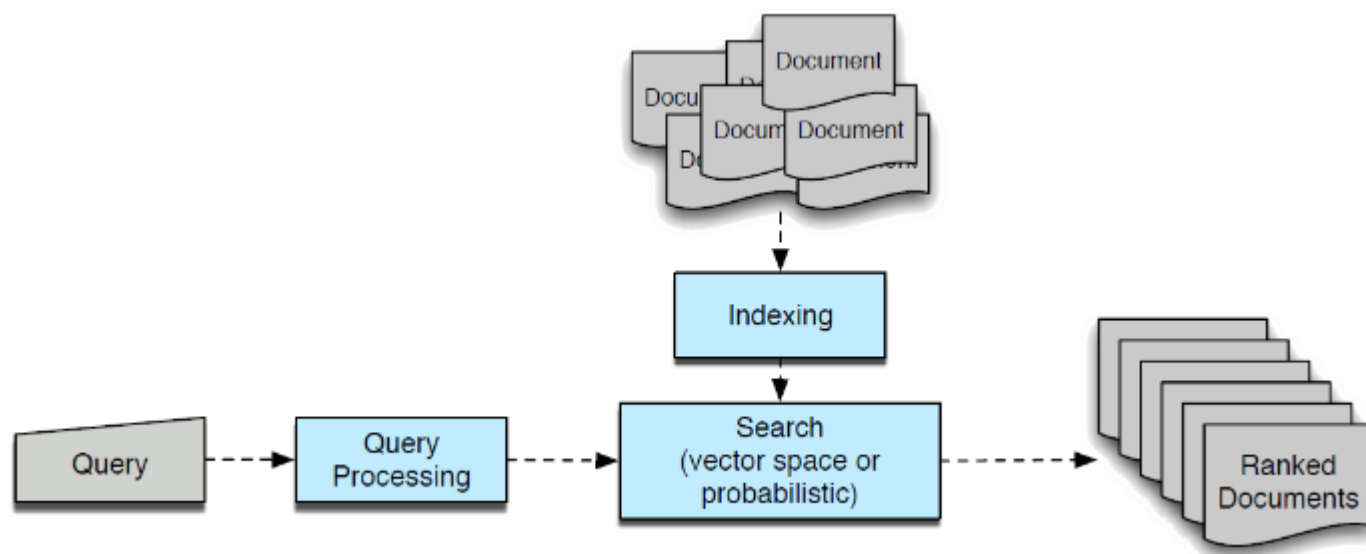 Document
Document
Document
Indexing
Query
Query
Processing
Search
(vector space or
probabilistic)
Ranked
Documents